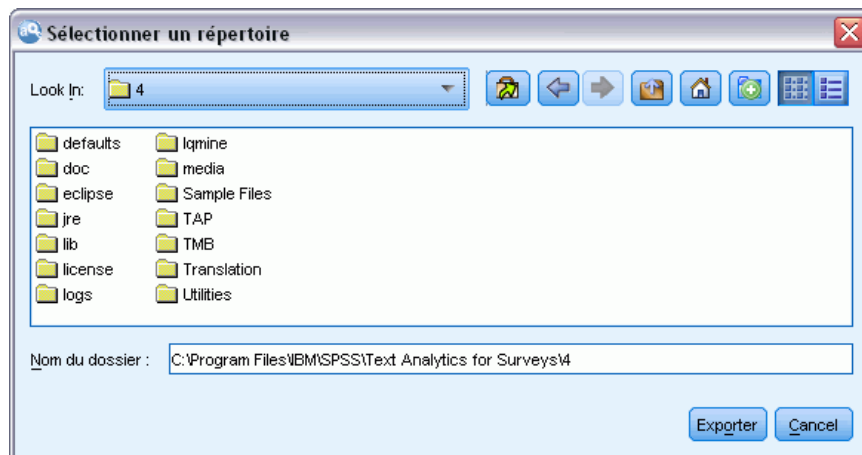 Sélectionner un répertoire
Look In: 4
defaults lqmine
doc media
eclipse Sample Files
jre TAP
lib TMB
license Translation
logs Utilities
Nom du dossier : C:\Program Files\IBM\SPSS\Text Analytics for Surveys\4
Exporter Cancel